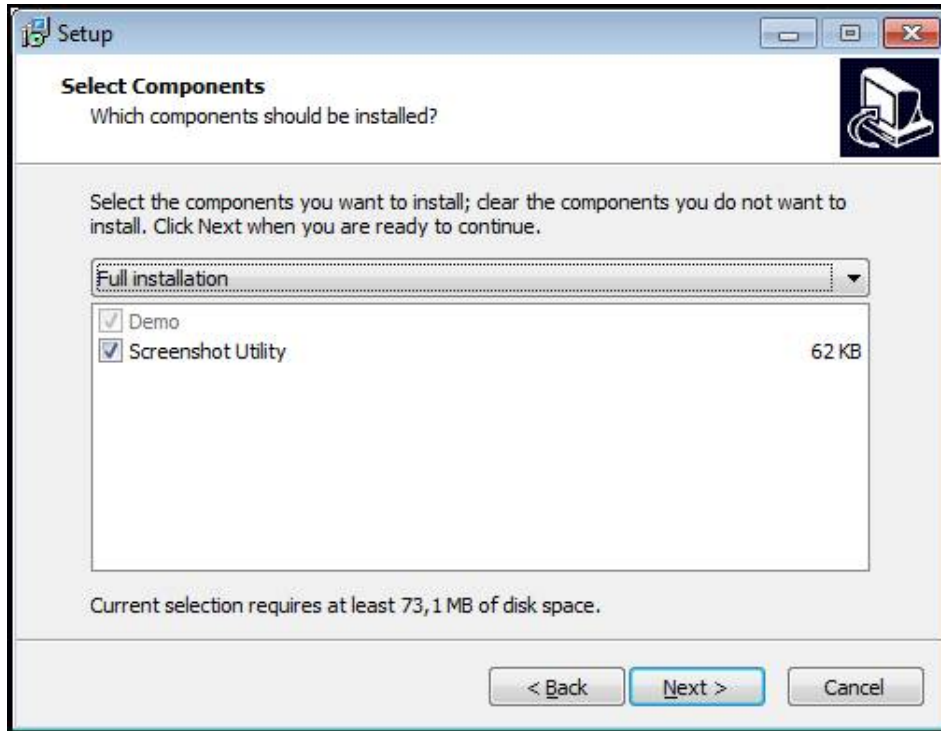 Setup
Select Components
Which components should be installed?
Select the components you want to install; clear the components you do not want to
install. Click Next when you are ready to continue.
Full installation
Demo
Screenshot Utility 62 KB
Current selection requires at least 73,1 MB of disk space.
< Back Next > Cancel